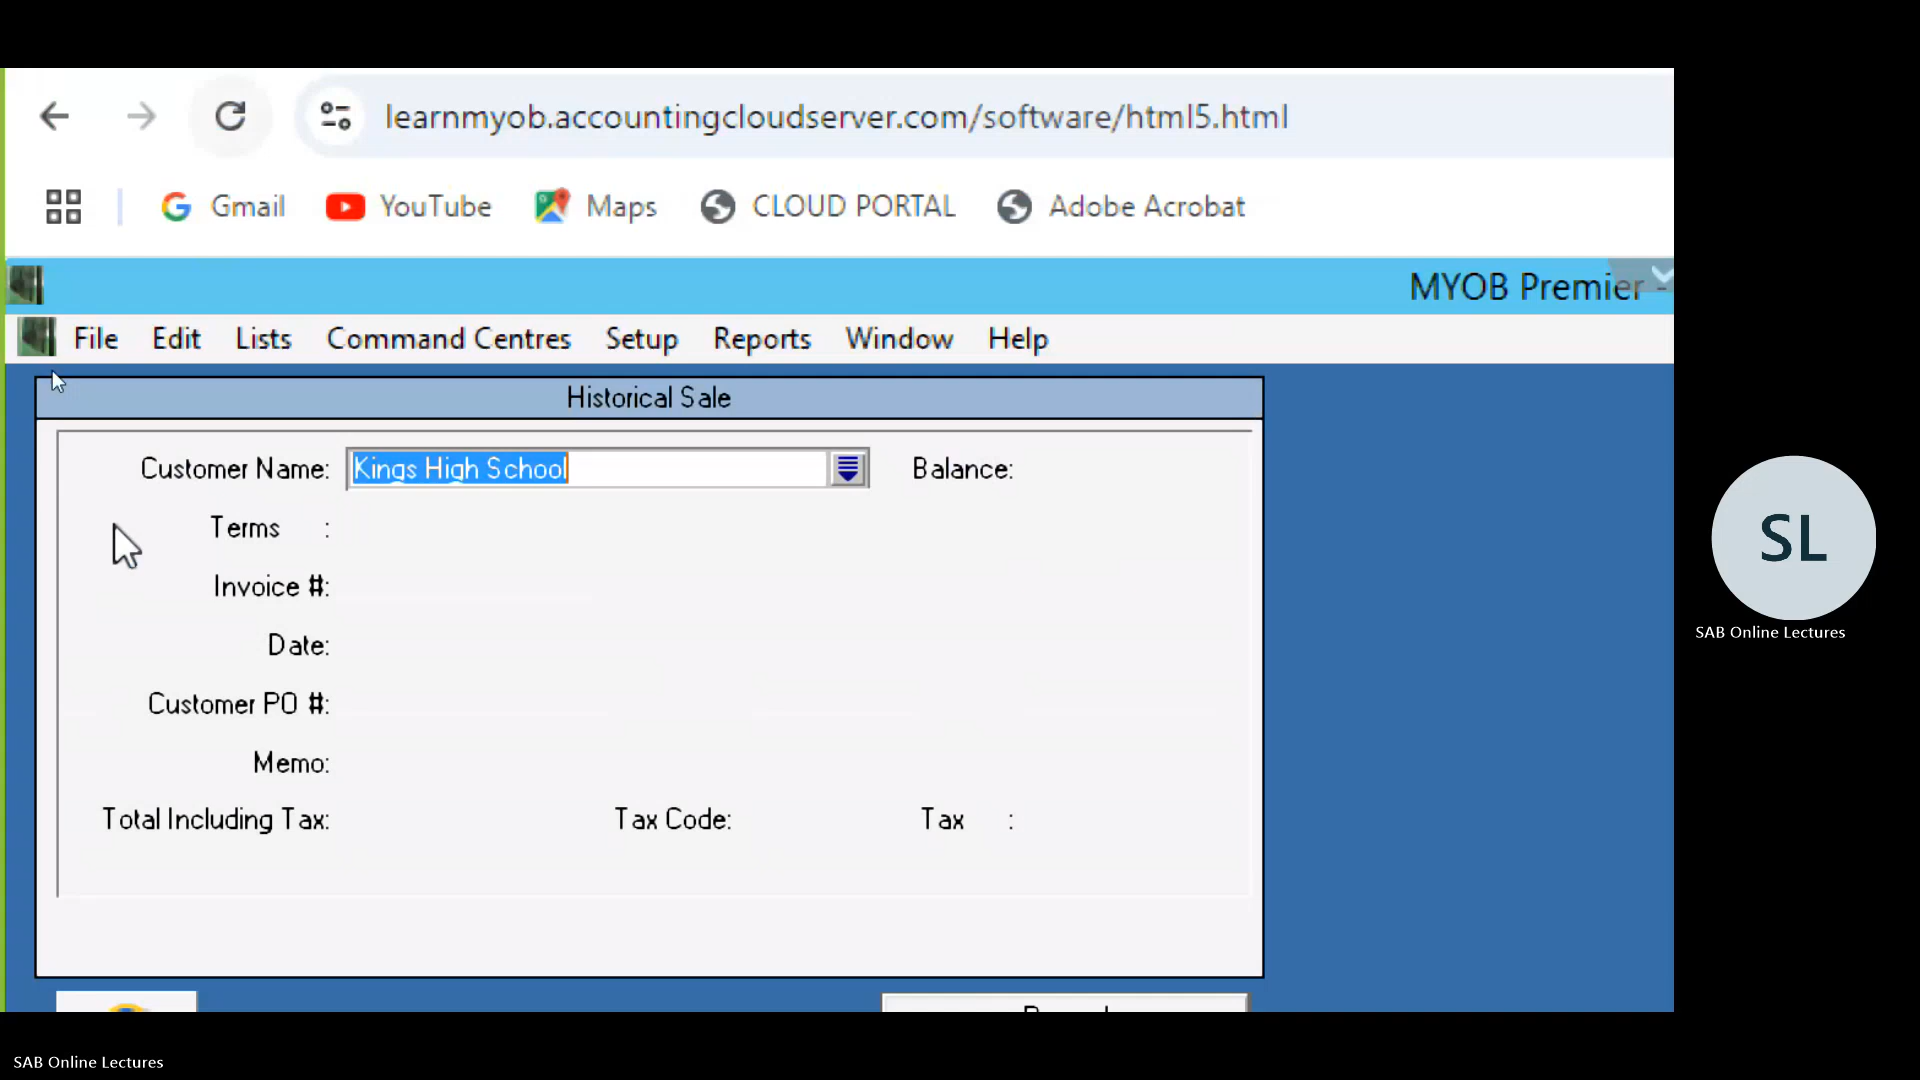 learnmyob.accountingcloudserver.com/software/html5.html
Gmail YouTube Maps CLOUD PORTAL Adobe Acrobat
MYOB Premier -
File Edit Lists Command Centres Setup Reports Window Help
Historical Sale
Customer Name: Kings High School Balance:
Terms :
Invoice #:
Date:
Customer PO #:
Memo:
Total Including Tax: Tax Code: Tax :
SL
SAB Online Lectures
SAB Online Lectures